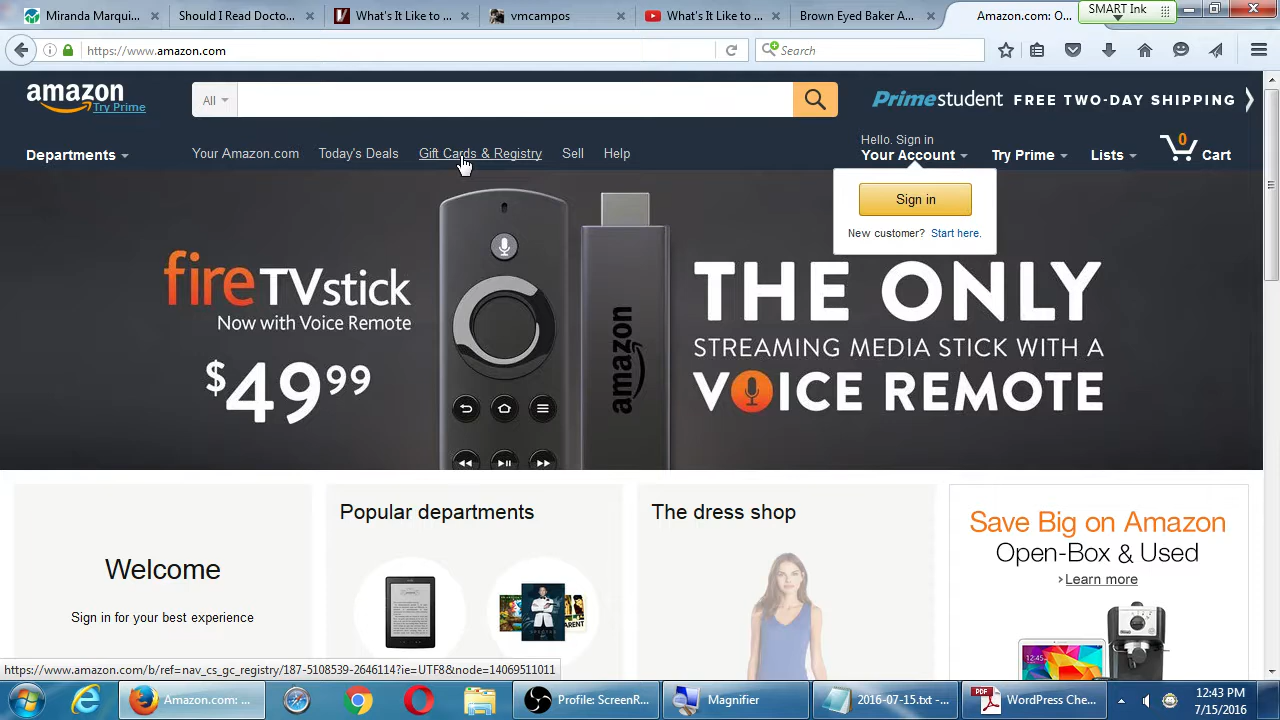 Miranda Marqui...
Should I Read Docto...
What's It Like to ...
vmcampos
What's It Like to ...
Brown Eyed Baker A...
Amazon.com: O...
SMART Ink
https://www.amazon.com
Search
amazon
Try Prime
All
Prime student FREE TWO-DAY SHIPPING
Departments
Your Amazon.com
Today's Deals
Gift Cards & Registry
Sell
Help
Hello. Sign in
Your Account
Try Prime
Lists
0
Cart
Sign in
New customer? Start here.
fireTVstick
Now with Voice Remote
$49 99
amazon
THE ONLY
STREAMING MEDIA STICK WITH A
VOICE REMOTE
Welcome
Sign in for your best experience
Popular departments
The dress shop
Save Big on Amazon
Open-Box & Used
Learn more
SPECTRE
12:45
https://www.amazon.com/b/ref=nav_cs_gc_registry/187-5108539-2646114?ie=UTF8&node=14069511011
Amazon.com: ...
Profile: ScreenR...
Magnifier
2016-07-15.txt -...
PDF
WordPress Che...
12:43 PM
7/15/2016